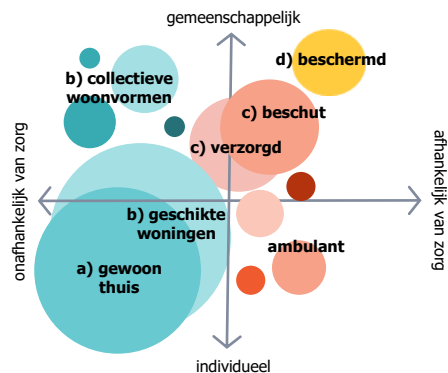 gemeenschappelijk
d) beschermd
b) collectieve
woonvormen
c) beschut
c) verzorgd
onafhankelijk van zorg
afhankelijk van zorg
b) geschikte
woningen
ambulant
a) gewoon
thuis
individueel